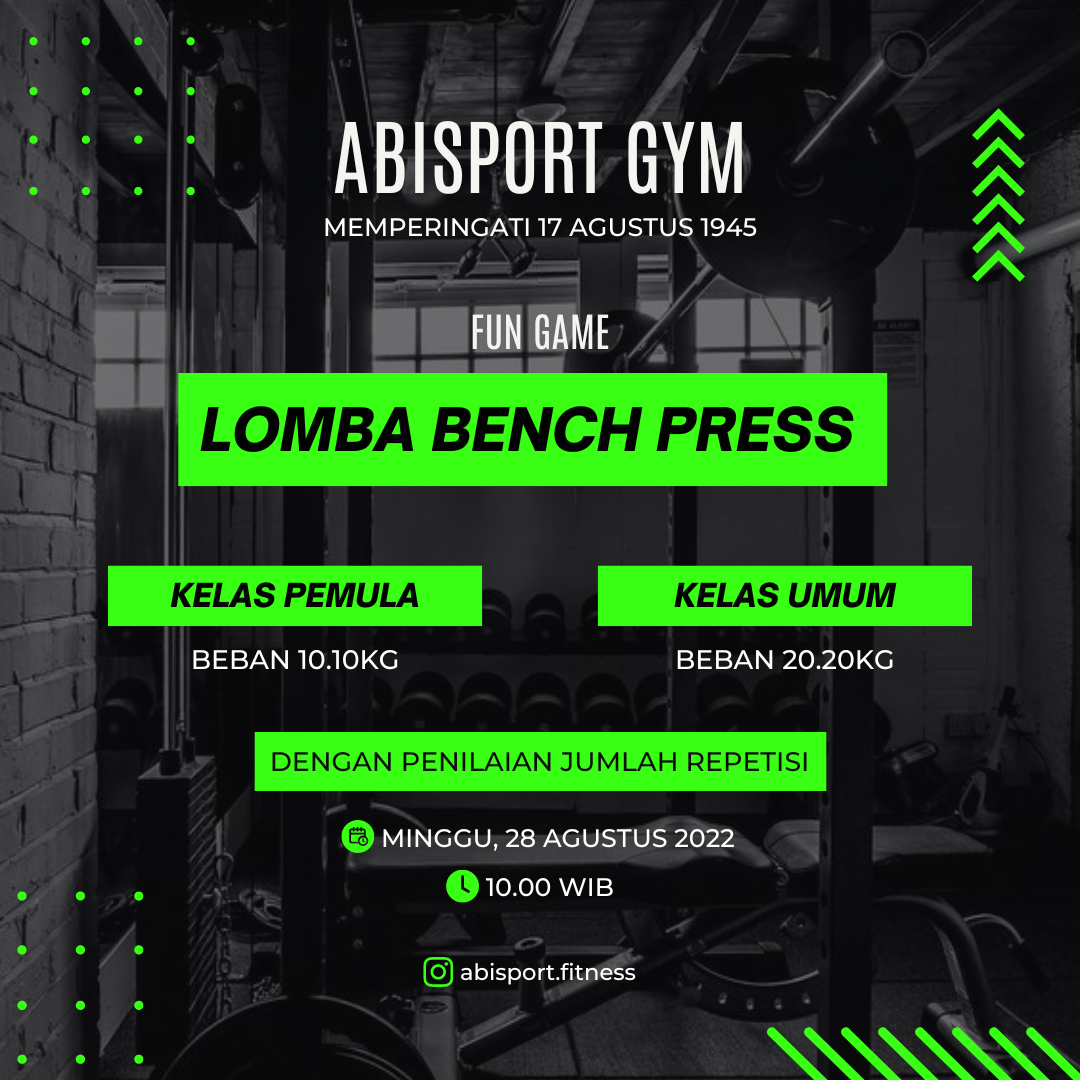 ABISPORT GYM
MEMPERINGATI 17 AGUSTUS 1945
FUN GAME
LOMBA BENCH PRESS
KELAS PEMULA
KELAS UMUM
BEBAN 10.10KG
BEBAN 20.20KG
DENGAN PENILAIAN JUMLAH REPETISI
MINGGU, 28 AGUSTUS 2022
10.00 WIB
abisport.fitness